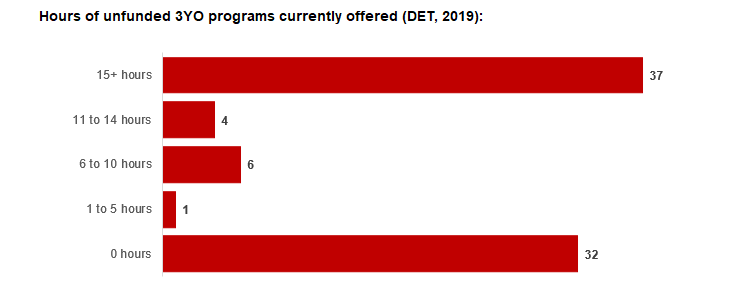 Hours of unfunded 3YO programs currently offered (DET, 2019):
15+ hours 37
11 to 14 hours 4
6 to 10 hours 6
1 to 5 hours 1
0 hours 32